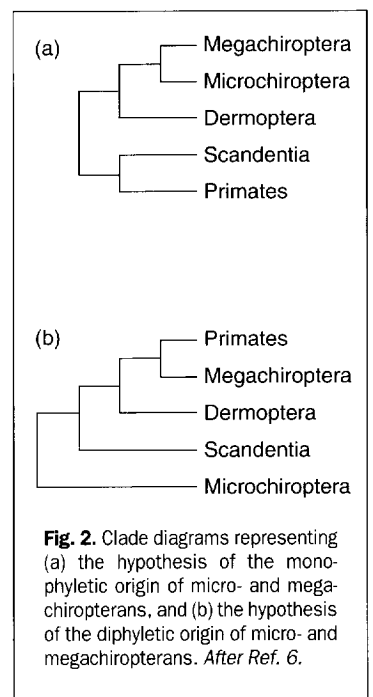 (a)
Megachiroptera
Microchiroptera
Dermoptera
Scandentia
Primates
(b)
Primates
Megachiroptera
Dermoptera
Scandentia
Microchiroptera
Fig. 2. Clade diagrams representing
(a) the hypothesis of the mono-
phyletic origin of micro- and mega-
chiropterans, and (b) the hypothesis
of the diphyletic origin of micro- and
megachiropterans. After Ref. 6.